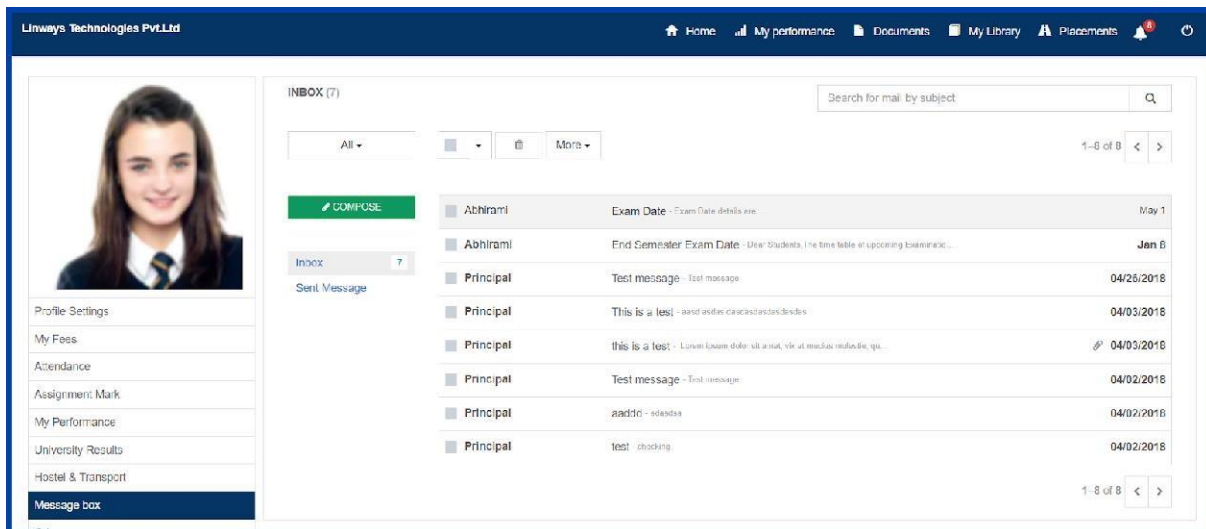 Linways Technologies Pvt.Ltd
Home My performance Documents My Library Placements 8
INBOX (7)
Search for mail by subject
All More 1–8 of 8
COMPOSE
Inbox 7
Sent Message
Abhirami Exam Date - Exam Date details are May 1
Abhirami End Semester Exam Date - Dear Students, The time table of upcoming Examinatio... Jan 8
Principal Test message - Test message 04/26/2018
Principal This is a test - 04/03/2018
Principal this is a test - Lorem ipsum dolor sit amet, vix at 04/03/2018
Principal Test message - Test message 04/02/2018
Principal aaddd - 04/02/2018
Principal test - checking 04/02/2018
1–8 of 8
Profile Settings
My Fees
Attendance
Assignment Mark
My Performance
University Results
Hostel & Transport
Message box